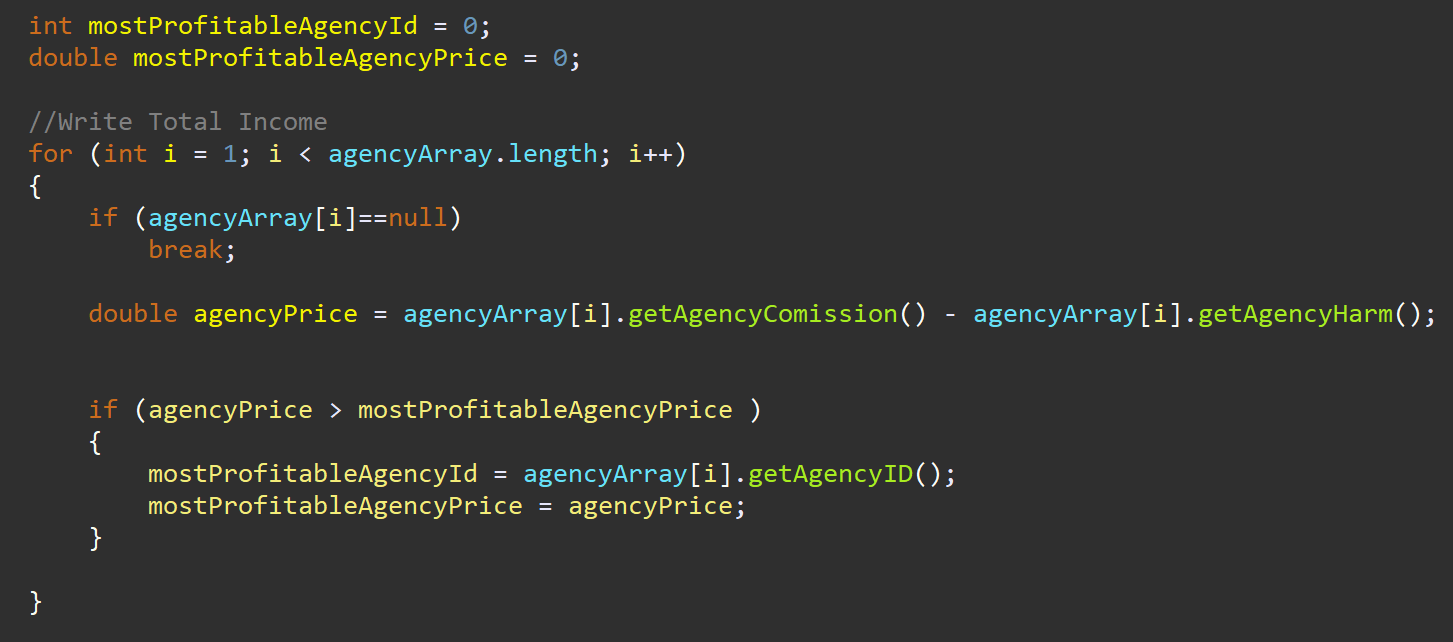 int mostProfitableAgencyId = 0;
double mostProfitableAgencyPrice = 0;
//Write Total Income
for (int i = 1; i < agencyArray.length; i++)
{
if (agencyArray[i]==null)
break;
double agencyPrice = agencyArray[i].getAgencyComission() - agencyArray[i].getAgencyHarm();
if (agencyPrice > mostProfitableAgencyPrice )
{
mostProfitableAgencyId = agencyArray[i].getAgencyID();
mostProfitableAgencyPrice = agencyPrice;
}
}